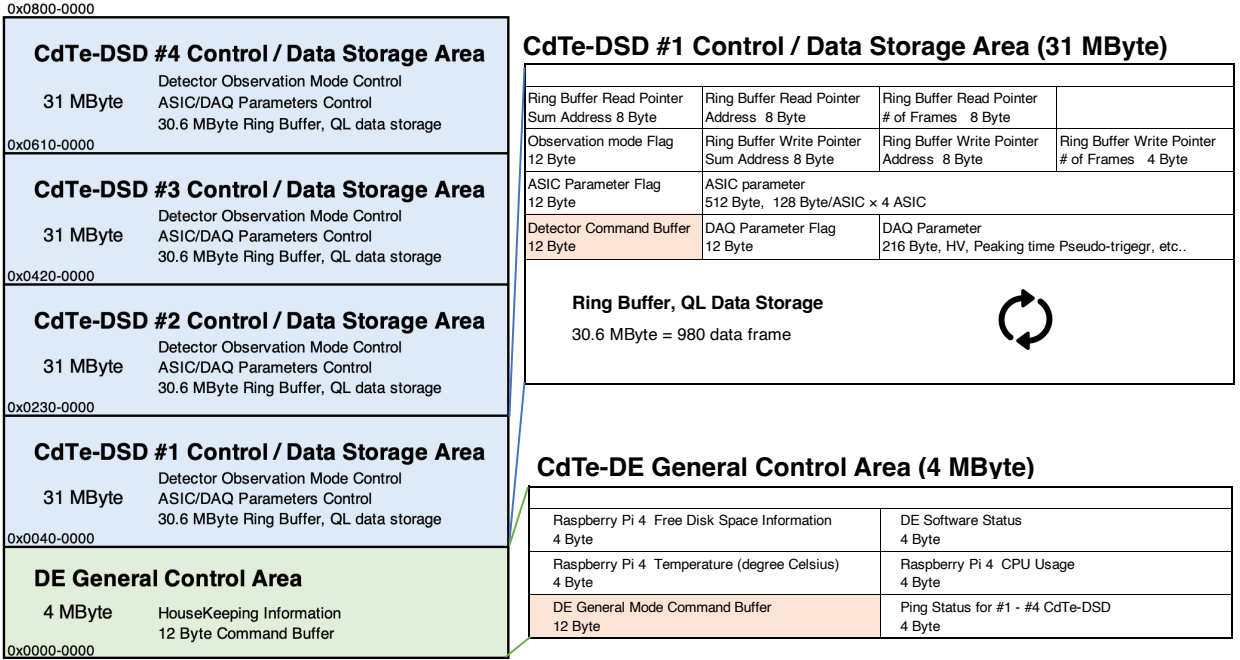 0x0800-0000
CdTe-DSD #4 Control / Data Storage Area
Detector Observation Mode Control
31 MByte
ASIC/DAQ Parameters Control
30.6 MByte Ring Buffer, QL data storage
0x0610-0000
CdTe-DSD #3 Control / Data Storage Area
Detector Observation Mode Control
31 MByte
ASIC/DAQ Parameters Control
30.6 MByte Ring Buffer, QL data storage
0x0420-0000
CdTe-DSD #2 Control / Data Storage Area
Detector Observation Mode Control
31 MByte
ASIC/DAQ Parameters Control
30.6 MByte Ring Buffer, QL data storage
0x0230-0000
CdTe-DSD #1 Control / Data Storage Area
Detector Observation Mode Control
31 MByte
ASIC/DAQ Parameters Control
30.6 MByte Ring Buffer, QL data storage
0x0040-0000
DE General Control Area
4 MByte
HouseKeeping Information
12 Byte Command Buffer
0x0000-0000
CdTe-DSD #1 Control / Data Storage Area (31 MByte)
Ring Buffer Read Pointer
Sum Address 8 Byte
Ring Buffer Read Pointer
Address 8 Byte
Ring Buffer Read Pointer
# of Frames 8 Byte
Observation mode Flag
12 Byte
Ring Buffer Write Pointer
Sum Address 8 Byte
Ring Buffer Write Pointer
Address 8 Byte
Ring Buffer Write Pointer
# of Frames 4 Byte
ASIC Parameter Flag
12 Byte
ASIC parameter
512 Byte, 128 Byte/ASIC × 4 ASIC
Detector Command Buffer
12 Byte
DAQ Parameter Flag
12 Byte
DAQ Parameter
216 Byte, HV, Peaking time Pseudo-trigegr, etc..
Ring Buffer, QL Data Storage
30.6 MByte = 980 data frame
CdTe-DE General Control Area (4 MByte)
Raspberry Pi 4 Free Disk Space Information
4 Byte
DE Software Status
4 Byte
Raspberry Pi 4 Temperature (degree Celsius)
4 Byte
Raspberry Pi 4 CPU Usage
4 Byte
DE General Mode Command Buffer
12 Byte
Ping Status for #1 - #4 CdTe-DSD
4 Byte